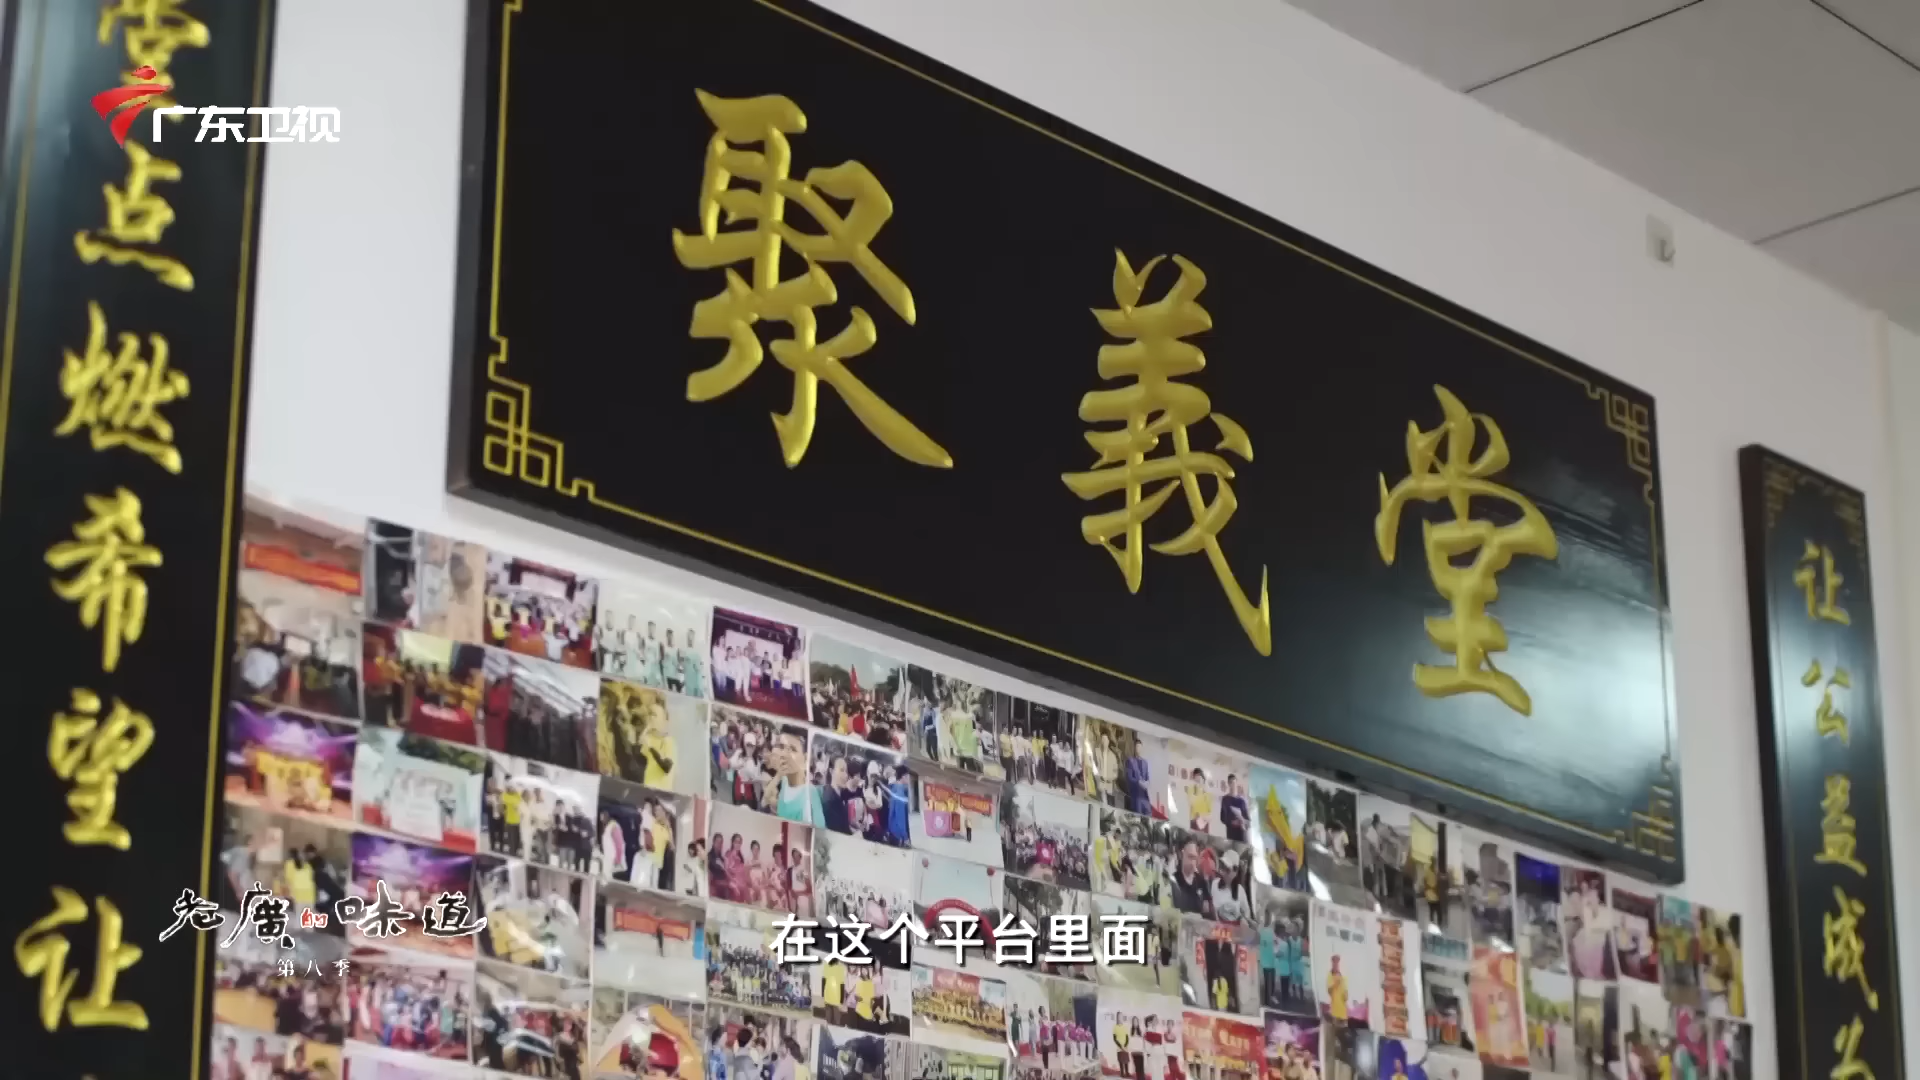 广东卫视
聚義堂
点燃希望让
让公益成为
老廣的味道
第八季
在这个平台里面